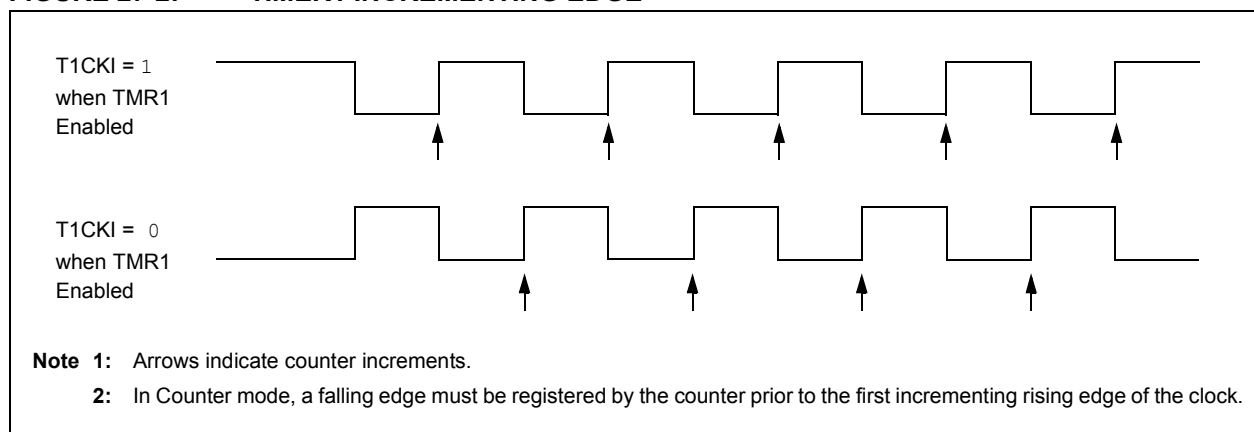 T1CKI = 1
when TMR1
Enabled
T1CKI = 0
when TMR1
Enabled
Note 1: Arrows indicate counter increments.
2: In Counter mode, a falling edge must be registered by the counter prior to the first incrementing rising edge of the clock.